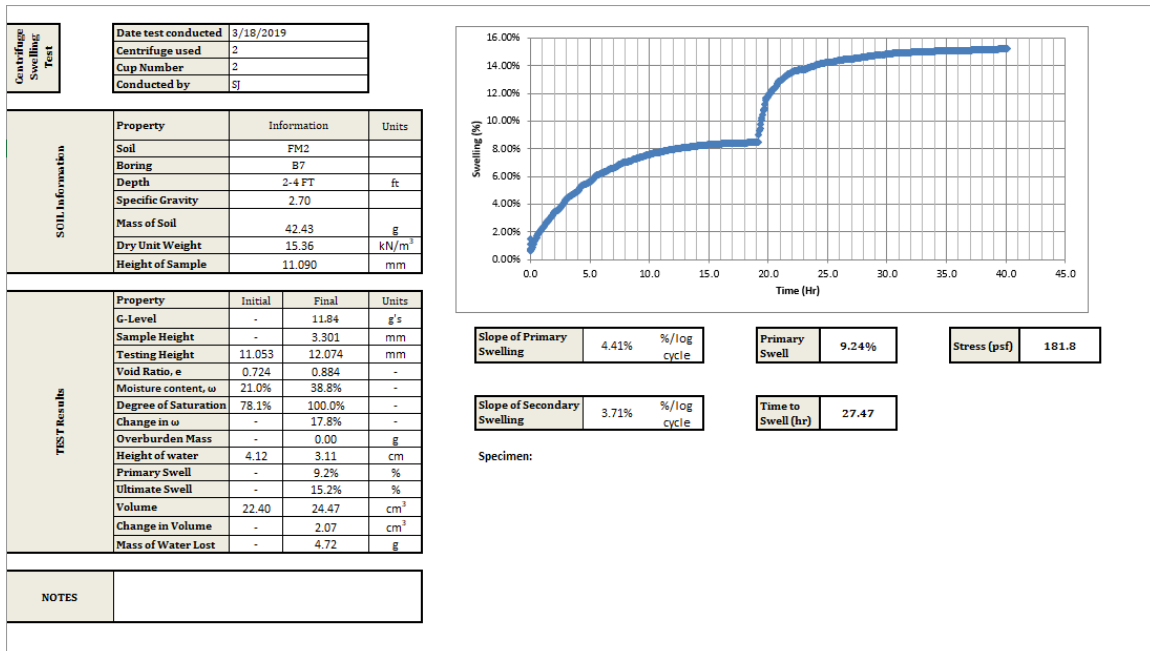 Centrifuge
Swelling
Test
Date test conducted 3/18/2019
Centrifuge used 2
Cup Number 2
Conducted by SJ
SOIL Information
Property Information Units
Soil FM2
Boring B7
Depth 2-4 FT ft
Specific Gravity 2.70
Mass of Soil 42.43 g
Dry Unit Weight 15.36 kN/m³
Height of Sample 11.090 mm
TEST Results
Property Initial Final Units
G-Level - 11.84 g's
Sample Height - 3.301 mm
Testing Height 11.053 12.074 mm
Void Ratio, e 0.724 0.884 -
Moisture content, ω 21.0% 38.8% -
Degree of Saturation 78.1% 100.0% -
Change in ω - 17.8% -
Overburden Mass - 0.00 g
Height of water 4.12 3.11 cm
Primary Swell - 9.2% %
Ultimate Swell - 15.2% %
Volume 22.40 24.47 cm³
Change in Volume - 2.07 cm³
Mass of Water Lost - 4.72 g
NOTES
16.00%
14.00%
12.00%
10.00%
8.00%
6.00%
4.00%
2.00%
0.00%
Swelling (%)
0.0 5.0 10.0 15.0 20.0 25.0 30.0 35.0 40.0 45.0
Time (Hr)
Slope of Primary
Swelling
4.41%
%/log
cycle
Primary
Swell
9.24%
Stress (psf) 181.8
Slope of Secondary
Swelling
3.71%
%/log
cycle
Time to
Swell (hr)
27.47
Specimen: